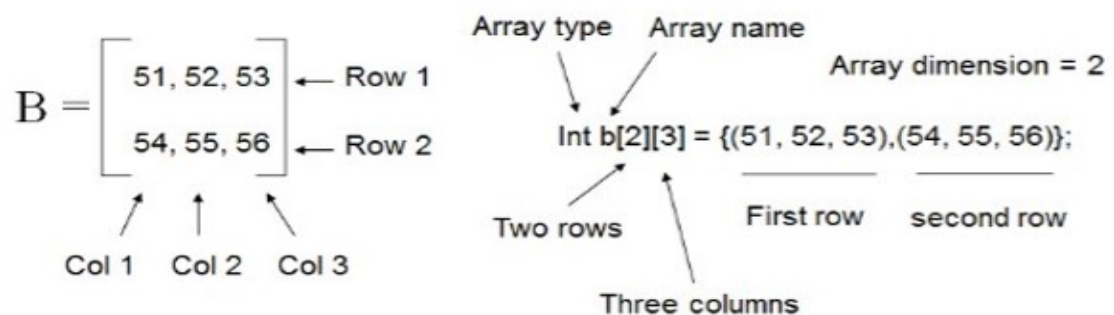 B =
51, 52, 53
Row 1
54, 55, 56
Row 2
Col 1 Col 2 Col 3
Array type Array name
Array dimension = 2
Int b[2][3] = {(51, 52, 53),(54, 55, 56)};
Two rows
First row
second row
Three columns